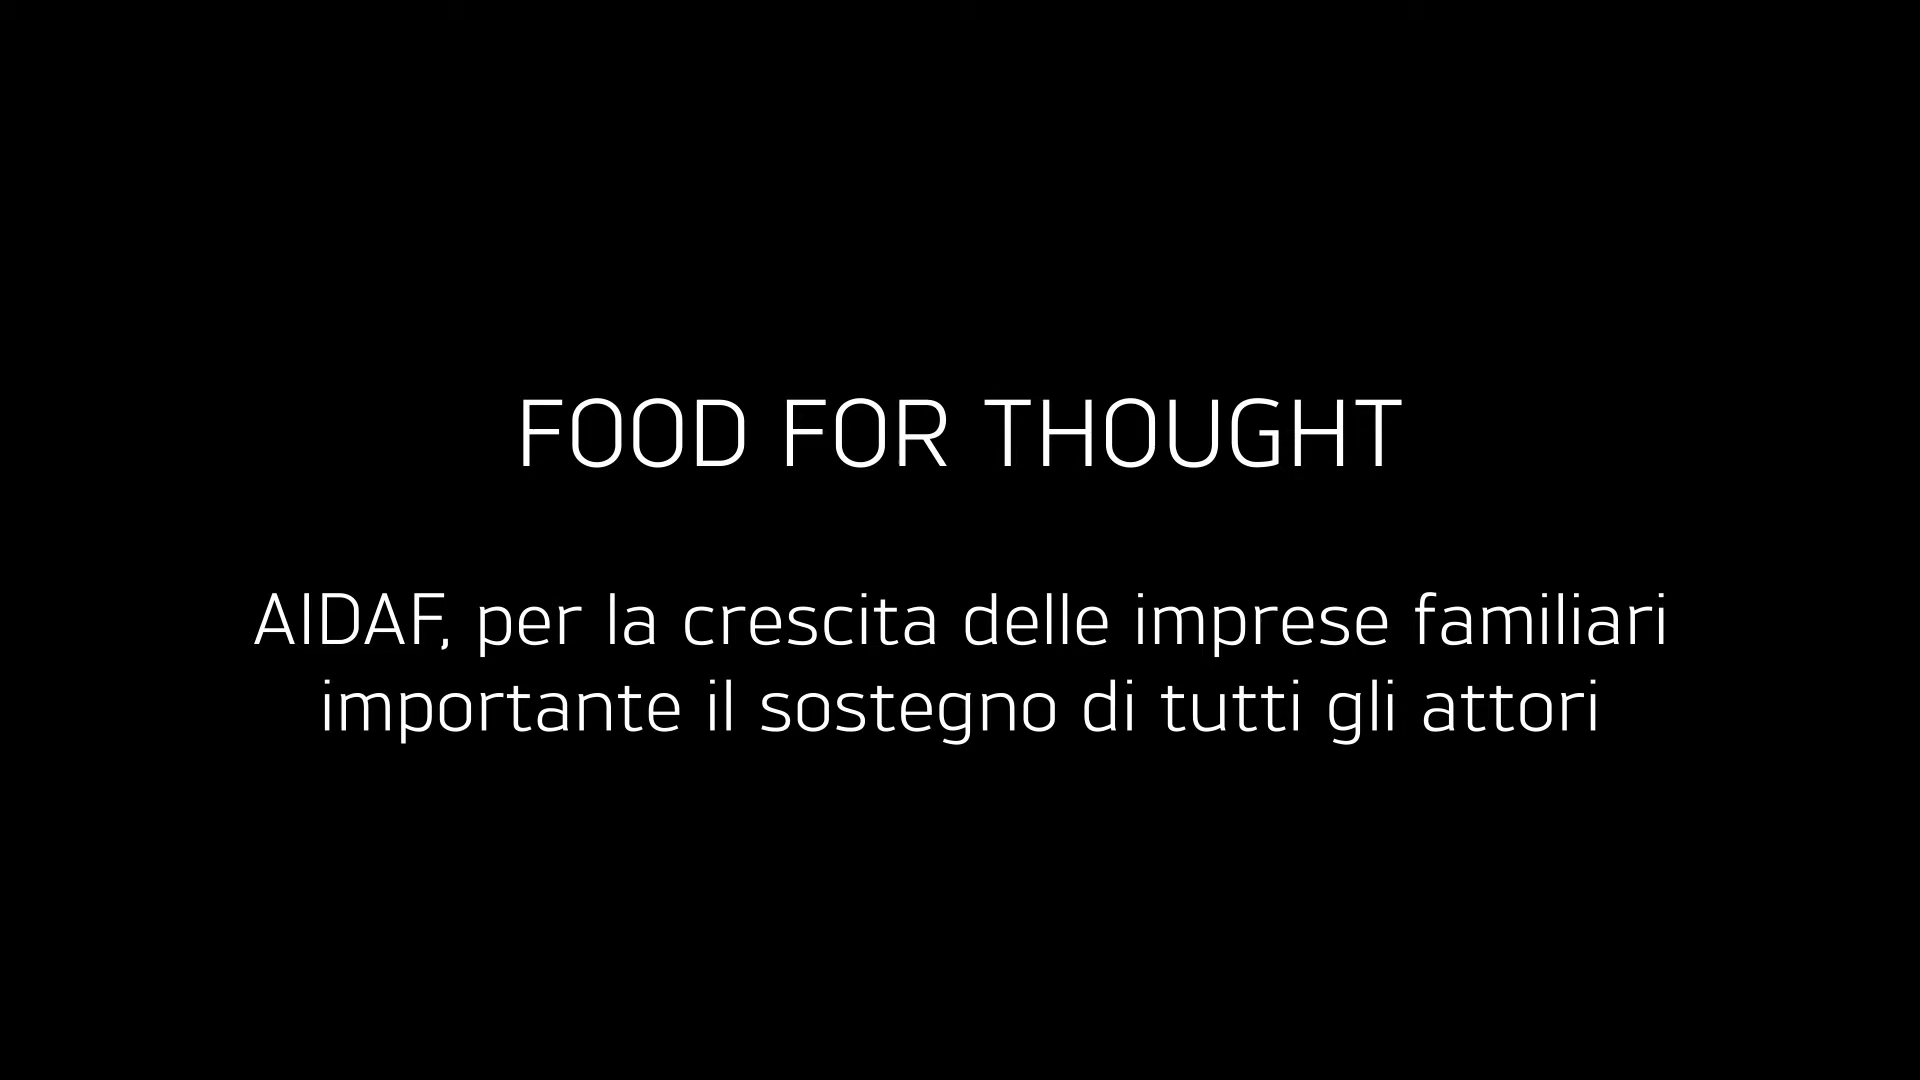 FOOD FOR THOUGHT
AIDAF, per la crescita delle imprese familiari
importante il sostegno di tutti gli attori